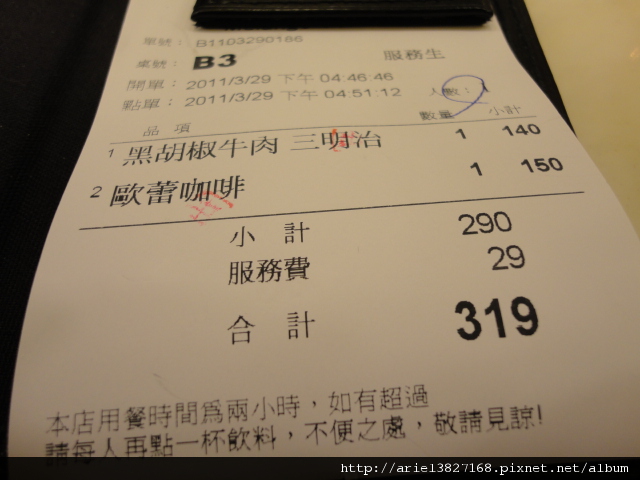 單號： B1103290186
桌號： B3 服務生
開單： 2011/3/29 下午 04:46:46
點單： 2011/3/29 下午 04:51:12 人數： 1
品 項 數量 小計
1 黑胡椒牛肉 三明治 1 140
2 歐蕾咖啡 1 150
小 計 290
服務費 29
合 計 319
本店用餐時間為兩小時，如有超過
請每人再點一杯飲料，不便之處，敬請見諒!
http://ariel3827168.pixnet.net/album